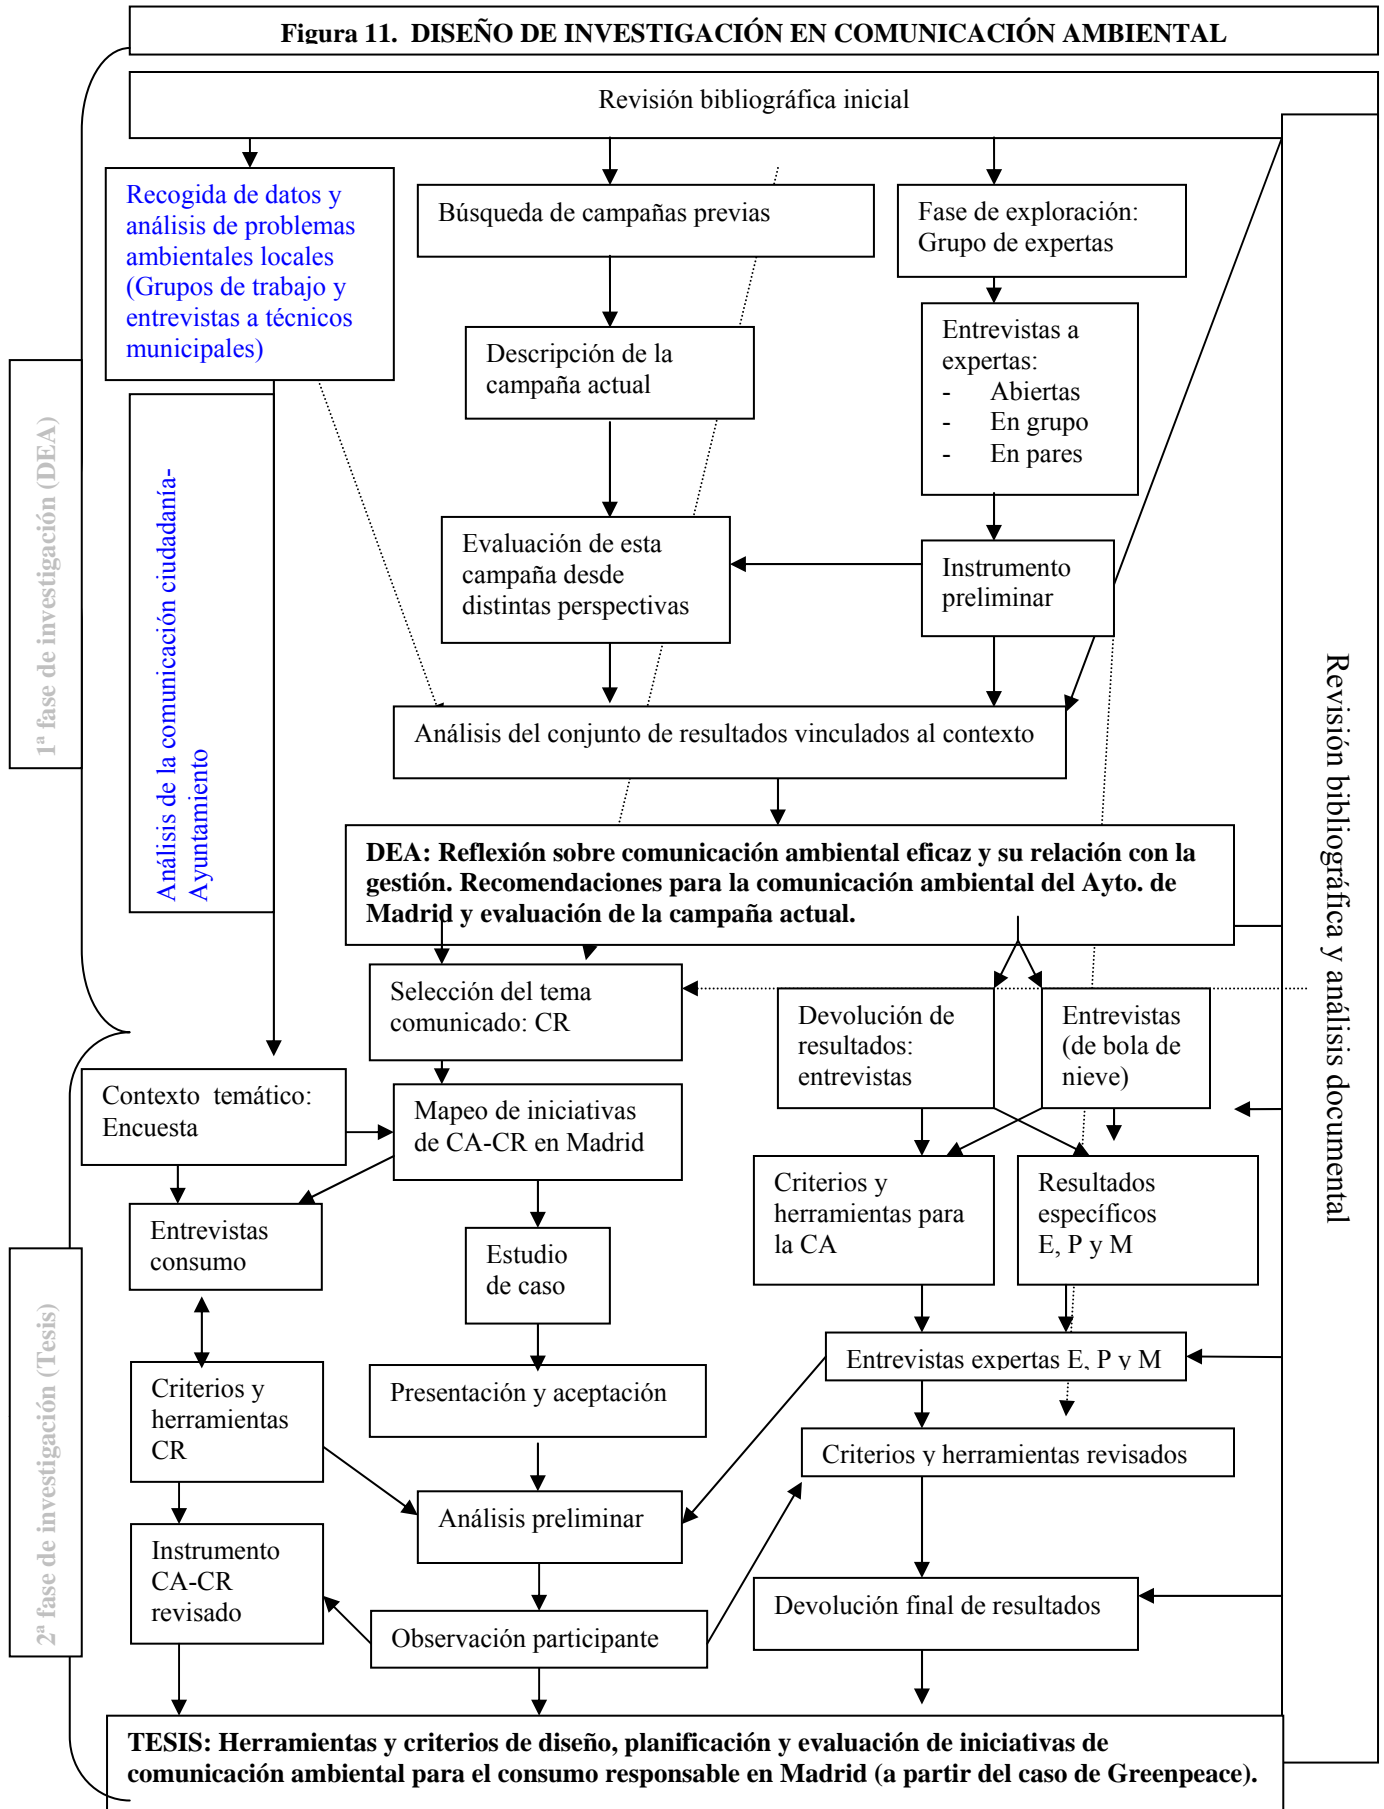 Figura 11.  DISEÑO DE INVESTIGACIÓN EN COMUNICACIÓN AMBIENTAL
Revisión bibliográfica inicial
Recogida de datos y
análisis de problemas
ambientales locales
(Grupos de trabajo y
entrevistas a técnicos
municipales)
Búsqueda de campañas previas
Fase de exploración:
Grupo de expertas
Descripción de la
campaña actual
Entrevistas a
expertas:
-      Abiertas
-      En grupo
-      En pares
1ª fase de investigación (DEA)
Análisis de la comunicación ciudadanía-
Ayuntamiento
Evaluación de esta
campaña desde
distintas perspectivas
Instrumento
preliminar
Revisión bibliográfica y análisis documental
Análisis del conjunto de resultados vinculados al contexto
DEA: Reflexión sobre comunicación ambiental eficaz y su relación con la
gestión. Recomendaciones para la comunicación ambiental del Ayto. de
Madrid y evaluación de la campaña actual.
Selección del tema
comunicado: CR
Devolución de
resultados:
entrevistas
Entrevistas
(de bola de
nieve)
Contexto  temático:
Encuesta
Mapeo de iniciativas
de CA-CR en Madrid
Criterios y
herramientas para
la CA
Resultados
específicos
E, P y M
Entrevistas
consumo
Estudio
de caso
2ª fase de investigación (Tesis)
Entrevistas expertas E, P y M
Criterios y
herramientas
CR
Presentación y aceptación
Criterios y herramientas revisados
Análisis preliminar
Instrumento
CA-CR
revisado
Devolución final de resultados
Observación participante
TESIS: Herramientas y criterios de diseño, planificación y evaluación de iniciativas de
comunicación ambiental para el consumo responsable en Madrid (a partir del caso de Greenpeace).